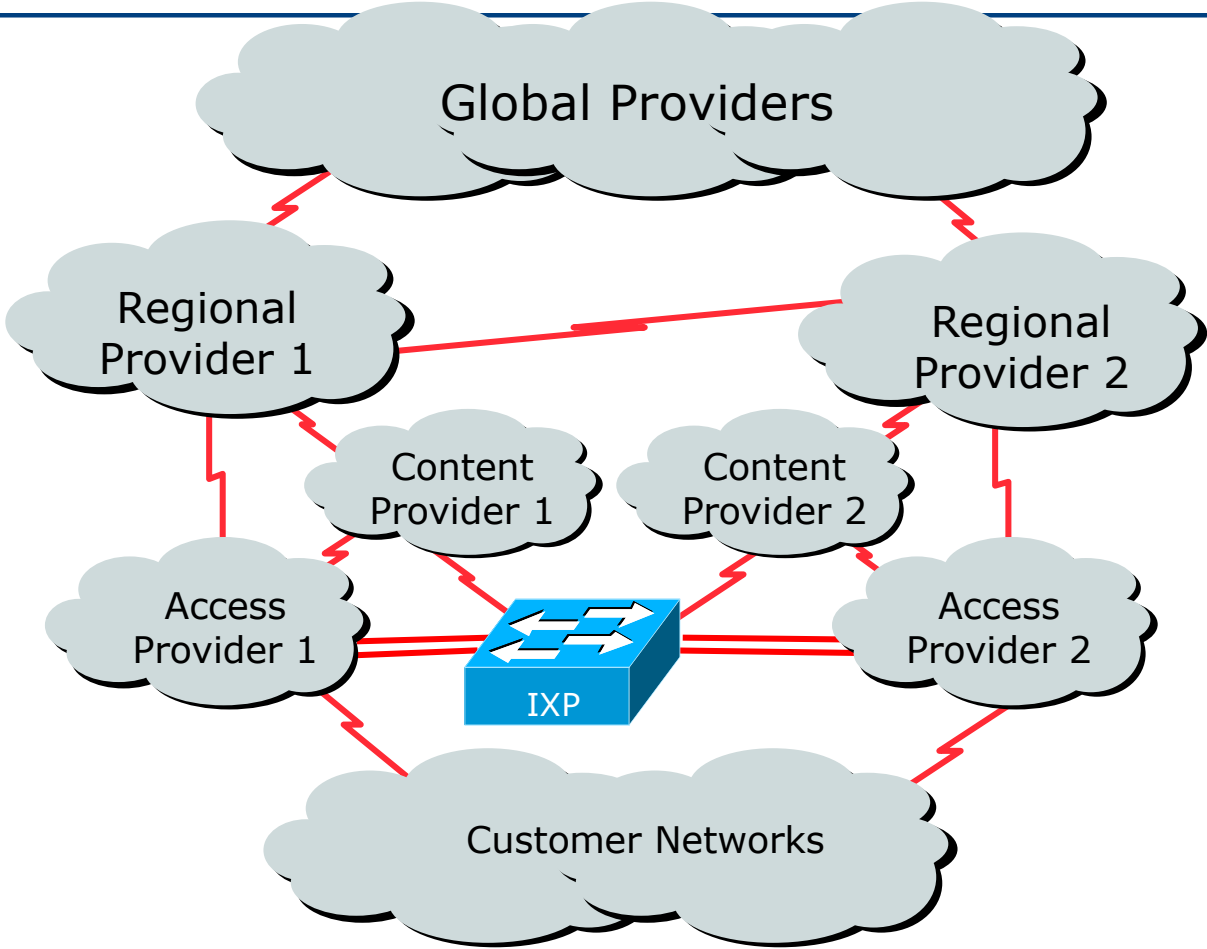 Global Providers
Regional
Provider 1
Regional
Provider 2
Content
Provider 1
Content
Provider 2
Access
Provider 1
Access
Provider 2
IXP
Customer Networks